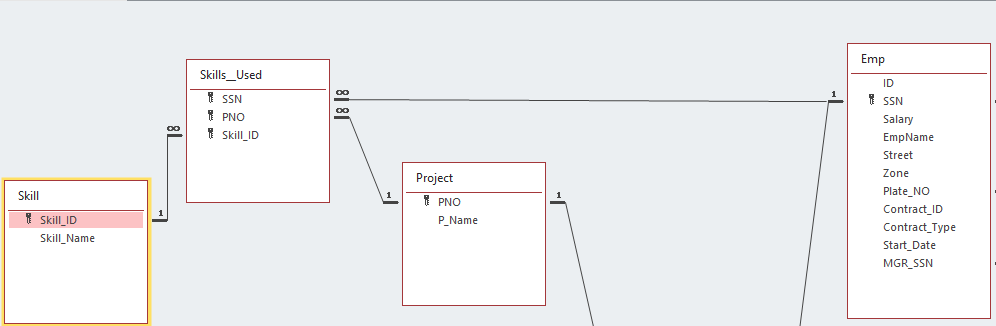 Skills__Used
SSN
PNO
Skill_ID
Skill
Skill_ID
Skill_Name
Project
PNO
P_Name
Emp
ID
SSN
Salary
EmpName
Street
Zone
Plate_NO
Contract_ID
Contract_Type
Start_Date
MGR_SSN
∞
∞
∞
1
1
1
1